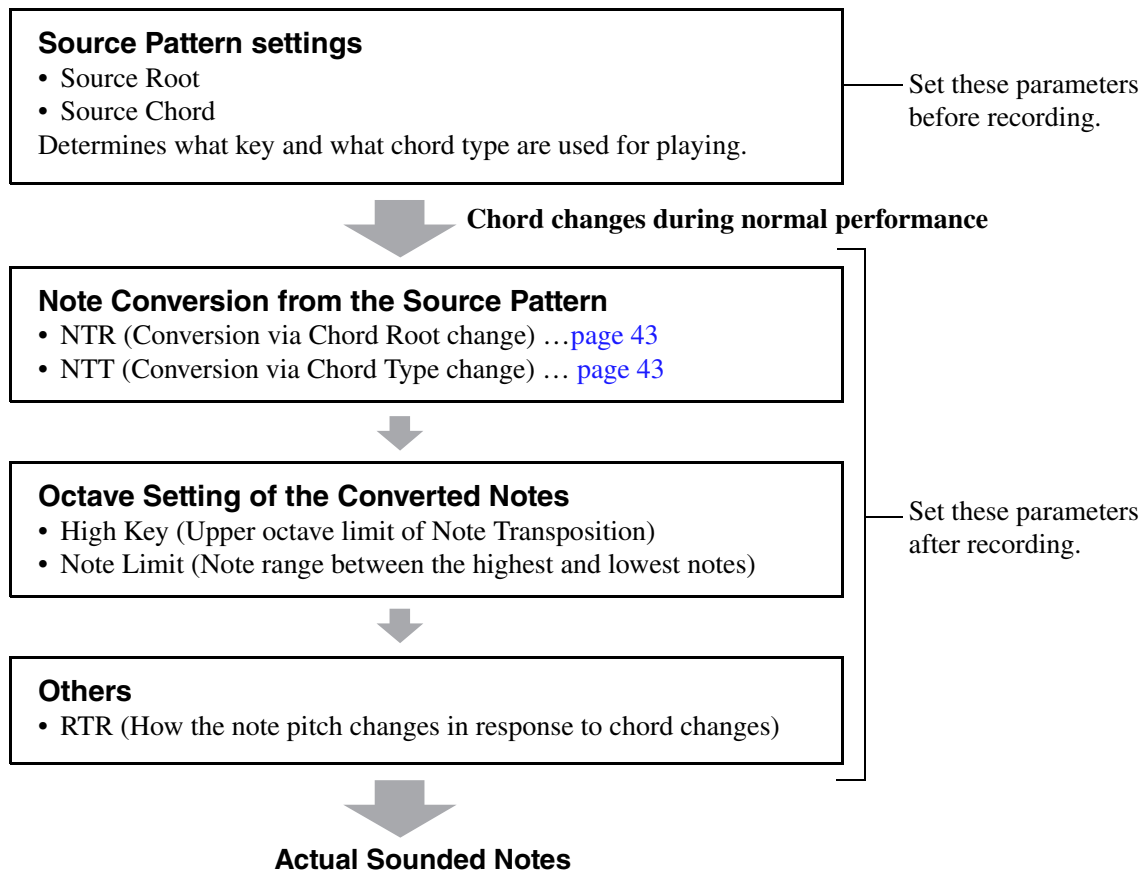 Source Pattern settings
• Source Root
• Source Chord
Determines what key and what chord type are used for playing.
Set these parameters
before recording.
Chord changes during normal performance
Note Conversion from the Source Pattern
• NTR (Conversion via Chord Root change) …page 43
• NTT (Conversion via Chord Type change) … page 43
Octave Setting of the Converted Notes
• High Key (Upper octave limit of Note Transposition)
• Note Limit (Note range between the highest and lowest notes)
Set these parameters
after recording.
Others
• RTR (How the note pitch changes in response to chord changes)
Actual Sounded Notes